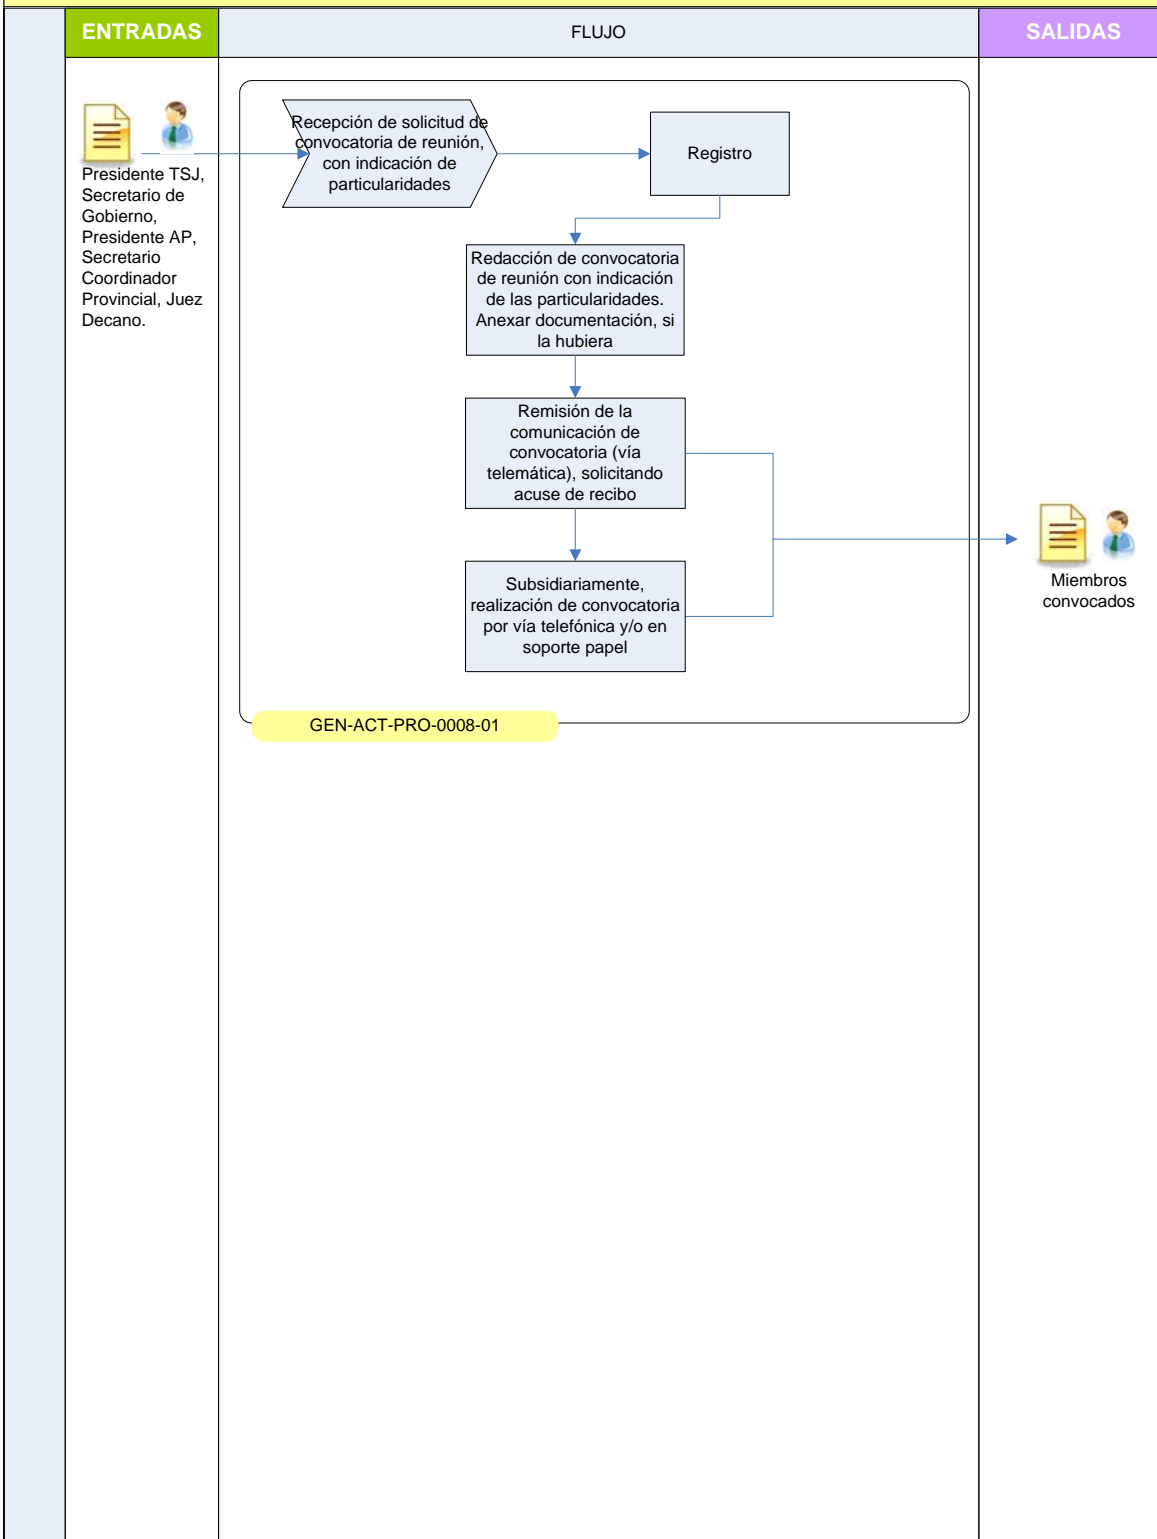 ENTRADAS
FLUJO
SALIDAS
Presidente TSJ,
Secretario de
Gobierno,
Presidente AP,
Secretario
Coordinador
Provincial, Juez
Decano.
Recepción de solicitud de
convocatoria de reunión,
con indicación de
particularidades
Registro
Redacción de convocatoria
de reunión con indicación
de las particularidades.
Anexar documentación, si
la hubiera
Remisión de la
comunicación de
convocatoria (vía
telemática), solicitando
acuse de recibo
Subsidiariamente,
realización de convocatoria
por vía telefónica y/o en
soporte papel
Miembros
convocados
GEN-ACT-PRO-0008-01